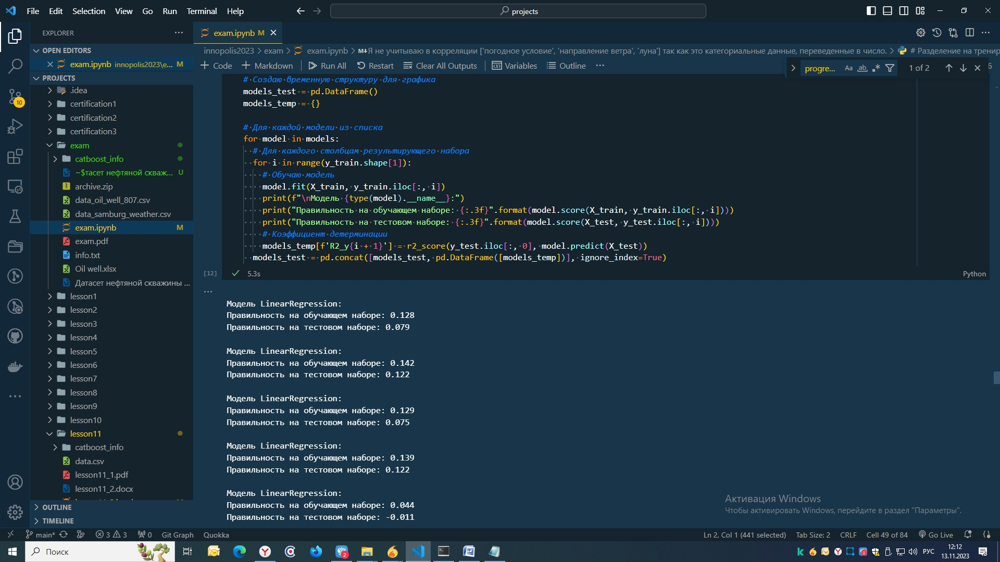 File Edit Selection View Go Run Terminal Help
projects
EXPLORER
exam.ipynb M
OPEN EDITORS
exam.ipynb innopolis2023\e... M
PROJECTS
.idea
certification1
certification2
certification3
exam
catboost_info
~$тасет нефтяной скваж... U
archive.zip
data_oil_well_807.csv
data_samburg_weather.csv
exam.ipynb M
exam.pdf
info.txt
Oil well.xlsx
Датасет нефтяной скважины ...
lesson1
lesson2
lesson3
lesson4
lesson5
lesson6
lesson7
lesson8
lesson9
lesson10
lesson11
catboost_info
data.csv
lesson11_1.pdf
lesson11_2.docx
OUTLINE
TIMELINE
10
innopolis2023 > exam > exam.ipynb > M↓Я не учитываю в корреляции ['погодное условие', 'направление ветра', 'луна'] так как это категориальные данные, переведенные в число. > # Разделение на тренир
+ Code + Markdown Run All Restart Clear All Outputs Variables Outline ...
progre... Aa ab 1 of 2
# Создаю временную структуру для графика
models_test = pd.DataFrame()
models_temp = {}
# Для каждой модели из списка
for model in models:
# Для каждого столбцам результирующего набора
for i in range(y_train.shape[1]):
# Обучаю модель
model.fit(X_train, y_train.iloc[:, i])
print(f"\nМодель {type(model).__name__}:")
print("Правильность на обучающем наборе: {:.3f}".format(model.score(X_train, y_train.iloc[:, i])))
print("Правильность на тестовом наборе: {:.3f}".format(model.score(X_test, y_test.iloc[:, i])))
# Коэффициент детерминации
models_temp[f'R2_y{i + 1}'] = r2_score(y_test.iloc[:, 0], model.predict(X_test))
models_test = pd.concat([models_test, pd.DataFrame([models_temp])], ignore_index=True)
[12] 5.3s Python
...
Модель LinearRegression:
Правильность на обучающем наборе: 0.128
Правильность на тестовом наборе: 0.079
Модель LinearRegression:
Правильность на обучающем наборе: 0.142
Правильность на тестовом наборе: 0.122
Модель LinearRegression:
Правильность на обучающем наборе: 0.129
Правильность на тестовом наборе: 0.075
Модель LinearRegression:
Правильность на обучающем наборе: 0.139
Правильность на тестовом наборе: 0.122
Модель LinearRegression:
Правильность на обучающем наборе: 0.044
Правильность на тестовом наборе: -0.011
Активация Windows
Чтобы активировать Windows, перейдите в раздел "Параметры".
main* 3 3 0 Git Graph Quokka Ln 2, Col 1 (441 selected) Tab Size: 2 CRLF Cell 49 of 84 Go Live
Поиск
2
РУС
12:12
13.11.2023